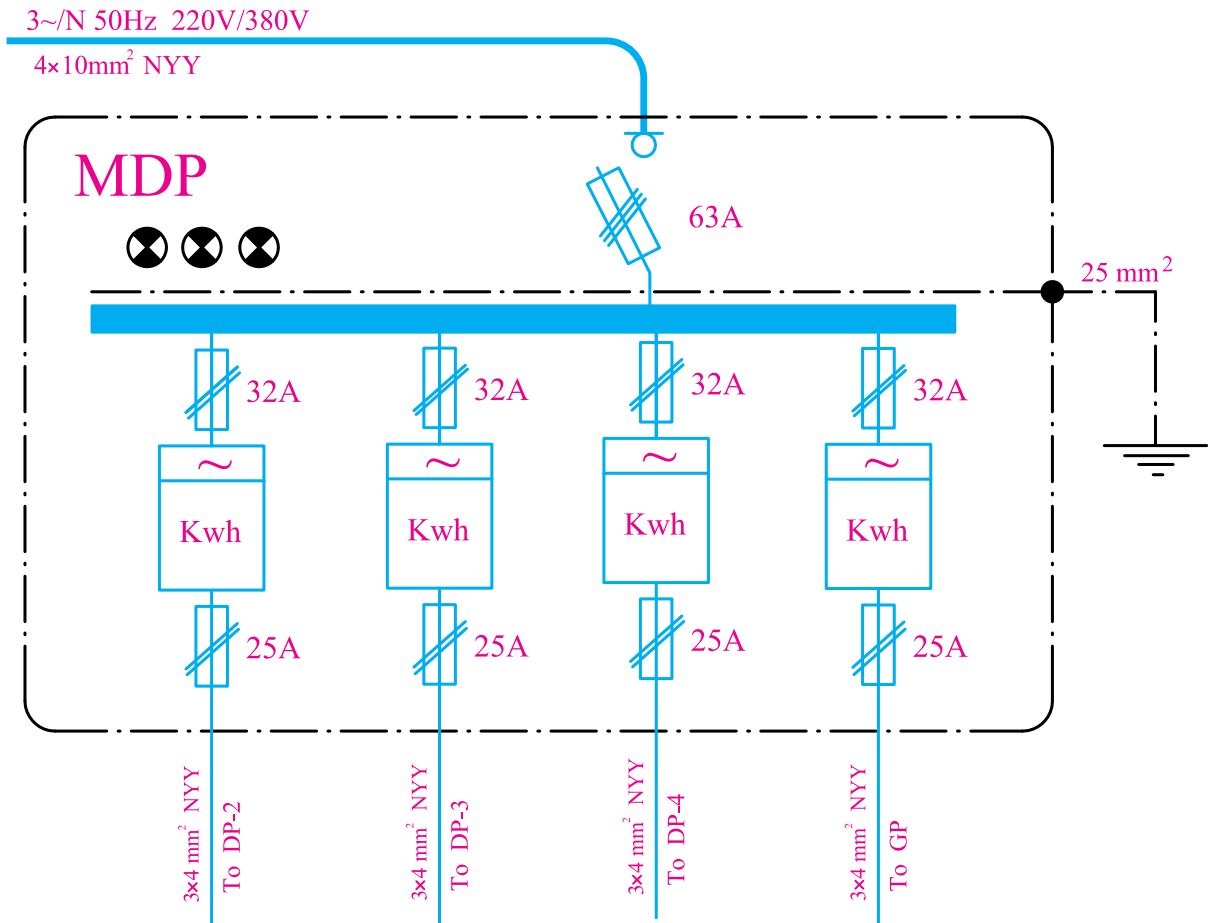 3~/N 50Hz 220V/380V
4×10mm² NYY
MDP
63A
25 mm²
32A
32A
32A
32A
~
~
~
~
Kwh
Kwh
Kwh
Kwh
25A
25A
25A
25A
3×4 mm² NYY
To DP-2
3×4 mm² NYY
To DP-3
3×4 mm² NYY
To DP-4
3×4 mm² NYY
To GP